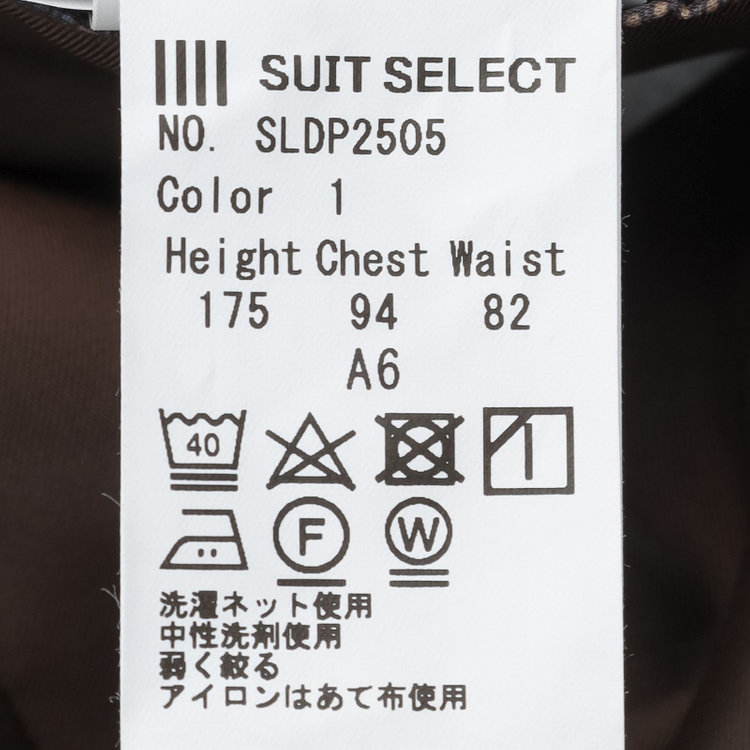 SUIT SELECT
NO. SLDP2505
Color 1
Height Chest Waist
175 94 82
A6
40
F W
洗濯ネット使用
中性洗剤使用
弱く絞る
アイロンはあて布使用